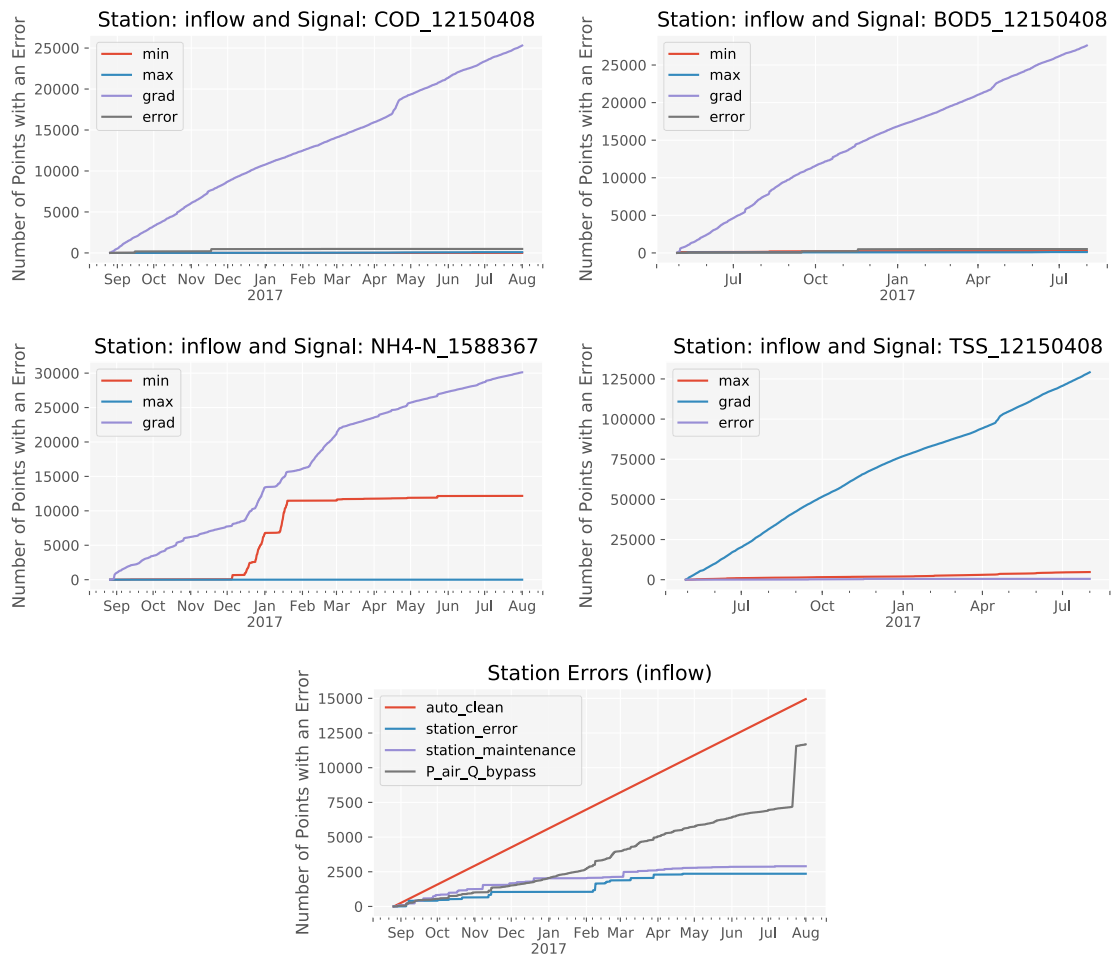 Station: inflow and Signal: COD_12150408
Number of Points with an Error
25000
20000
15000
10000
5000
0
min
max
grad
error
Sep Oct Nov Dec Jan Feb Mar Apr May Jun Jul Aug
2017
Station: inflow and Signal: BOD5_12150408
Number of Points with an Error
25000
20000
15000
10000
5000
0
min
max
grad
error
Jul Oct Jan Apr Jul
2017
Station: inflow and Signal: NH4-N_1588367
Number of Points with an Error
30000
25000
20000
15000
10000
5000
0
min
max
grad
Sep Oct Nov Dec Jan Feb Mar Apr May Jun Jul Aug
2017
Station: inflow and Signal: TSS_12150408
Number of Points with an Error
125000
100000
75000
50000
25000
0
max
grad
error
Jul Oct Jan Apr Jul
2017
Station Errors (inflow)
Number of Points with an Error
15000
12500
10000
7500
5000
2500
0
auto_clean
station_error
station_maintenance
P_air_Q_bypass
Sep Oct Nov Dec Jan Feb Mar Apr May Jun Jul Aug
2017